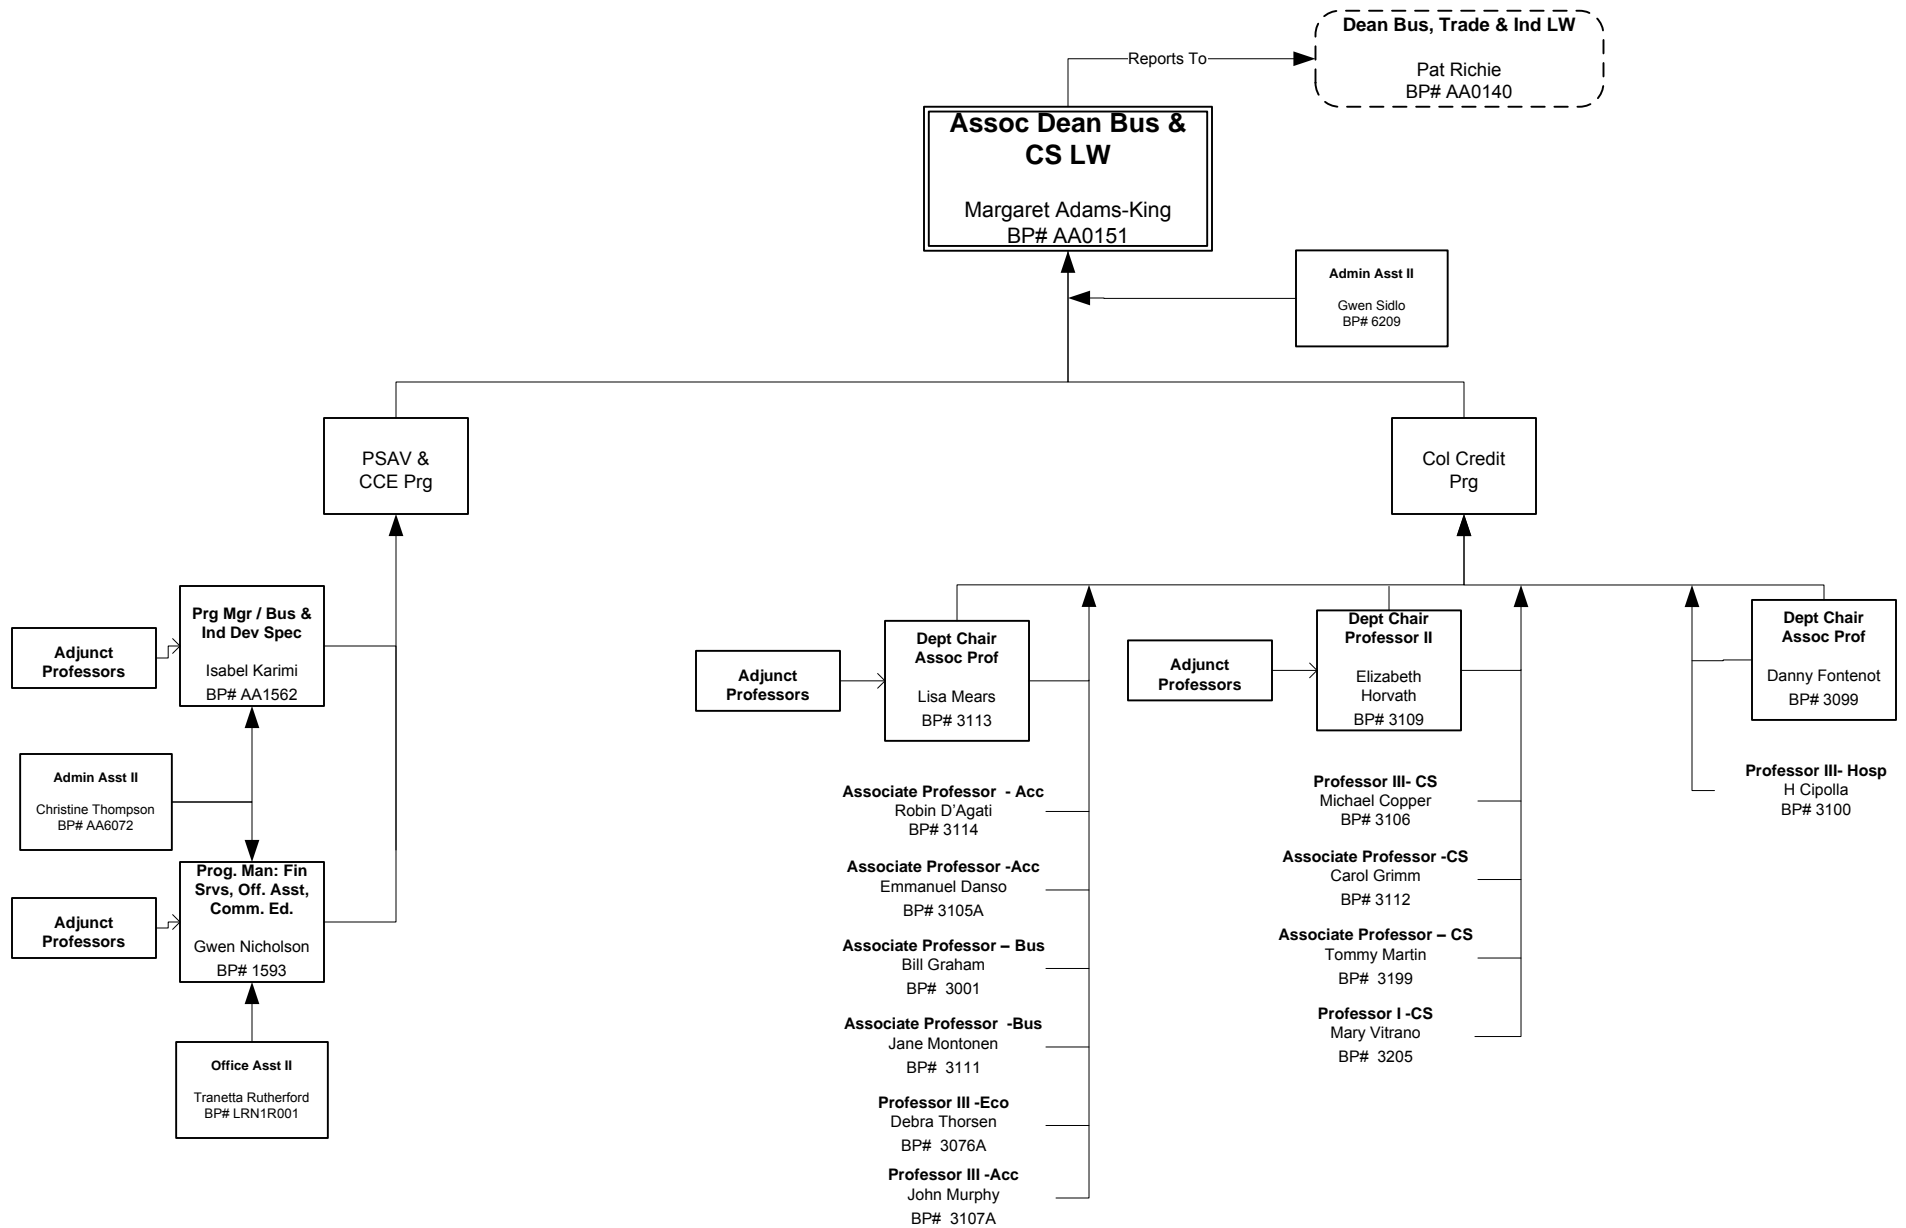 Dean Bus, Trade & Ind LW
Pat Richie
BP# AA0140
Reports To
Assoc Dean Bus &
CS LW
Margaret Adams-King
BP# AA0151
Admin Asst II
Gwen Sidlo
BP# 6209
PSAV &
CCE Prg
Col Credit
Prg
Adjunct
Professors
Prg Mgr / Bus &
Ind Dev Spec
Isabel Karimi
BP# AA1562
Admin Asst II
Christine Thompson
BP# AA6072
Adjunct
Professors
Prog. Man: Fin
Srvs, Off. Asst,
Comm. Ed.
Gwen Nicholson
BP# 1593
Office Asst II
Tranetta Rutherford
BP# LRN1R001
Adjunct
Professors
Dept Chair
Assoc Prof
Lisa Mears
BP# 3113
Associate Professor - Acc
Robin D’Agati
BP# 3114
Associate Professor -Acc
Emmanuel Danso
BP# 3105A
Associate Professor – Bus
Bill Graham
BP# 3001
Associate Professor -Bus
Jane Montonen
BP# 3111
Professor III -Eco
Debra Thorsen
BP# 3076A
Professor III -Acc
John Murphy
BP# 3107A
Adjunct
Professors
Dept Chair
Professor II
Elizabeth
Horvath
BP# 3109
Professor III- CS
Michael Copper
BP# 3106
Associate Professor -CS
Carol Grimm
BP# 3112
Associate Professor – CS
Tommy Martin
BP# 3199
Professor I -CS
Mary Vitrano
BP# 3205
Dept Chair
Assoc Prof
Danny Fontenot
BP# 3099
Professor III- Hosp
H Cipolla
BP# 3100